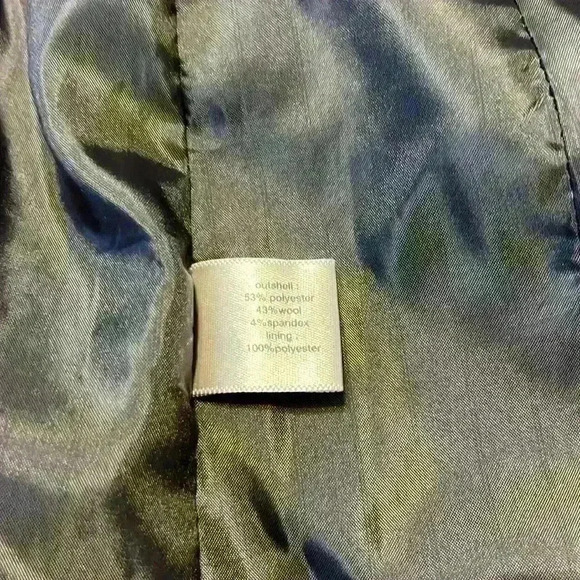 outshell :
53% polyester
43%wool
4%spandex
lining :
100%polyester